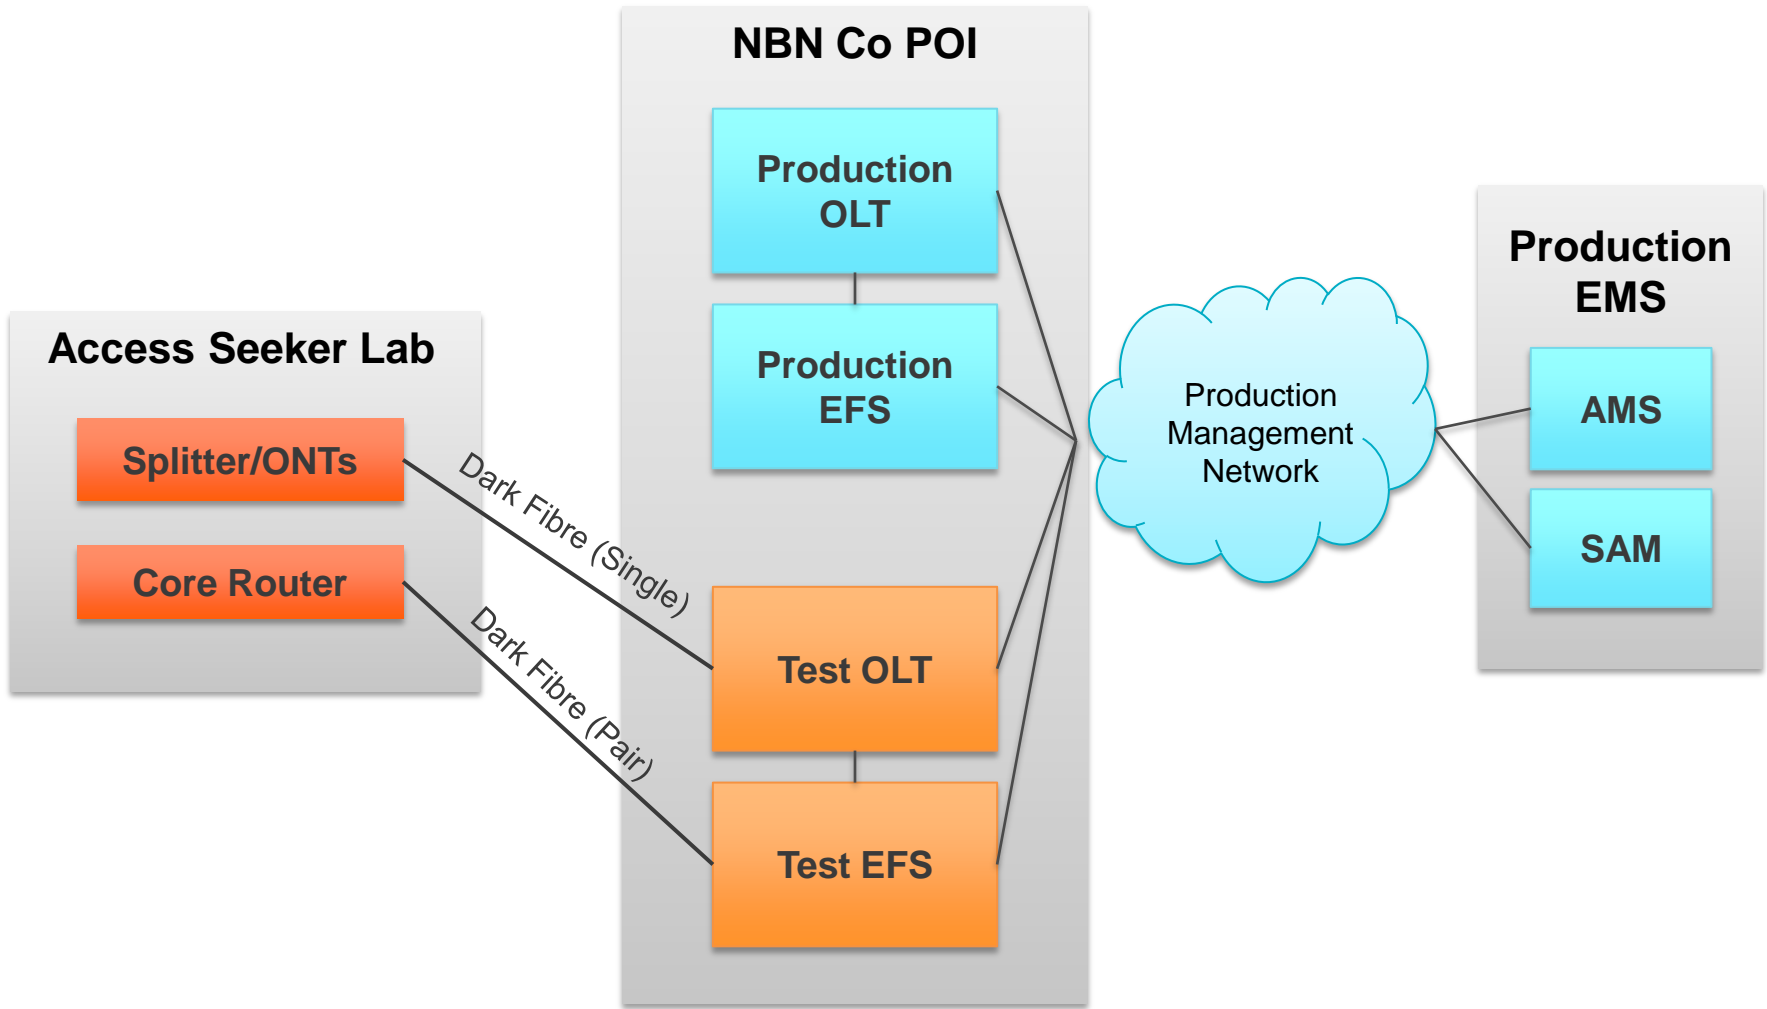 NBN Co POI
Production
OLT
Production
EFS
Test OLT
Test EFS
Access Seeker Lab
Splitter/ONTs
Core Router
Dark Fibre (Single)
Dark Fibre (Pair)
Production
Management
Network
Production
EMS
AMS
SAM